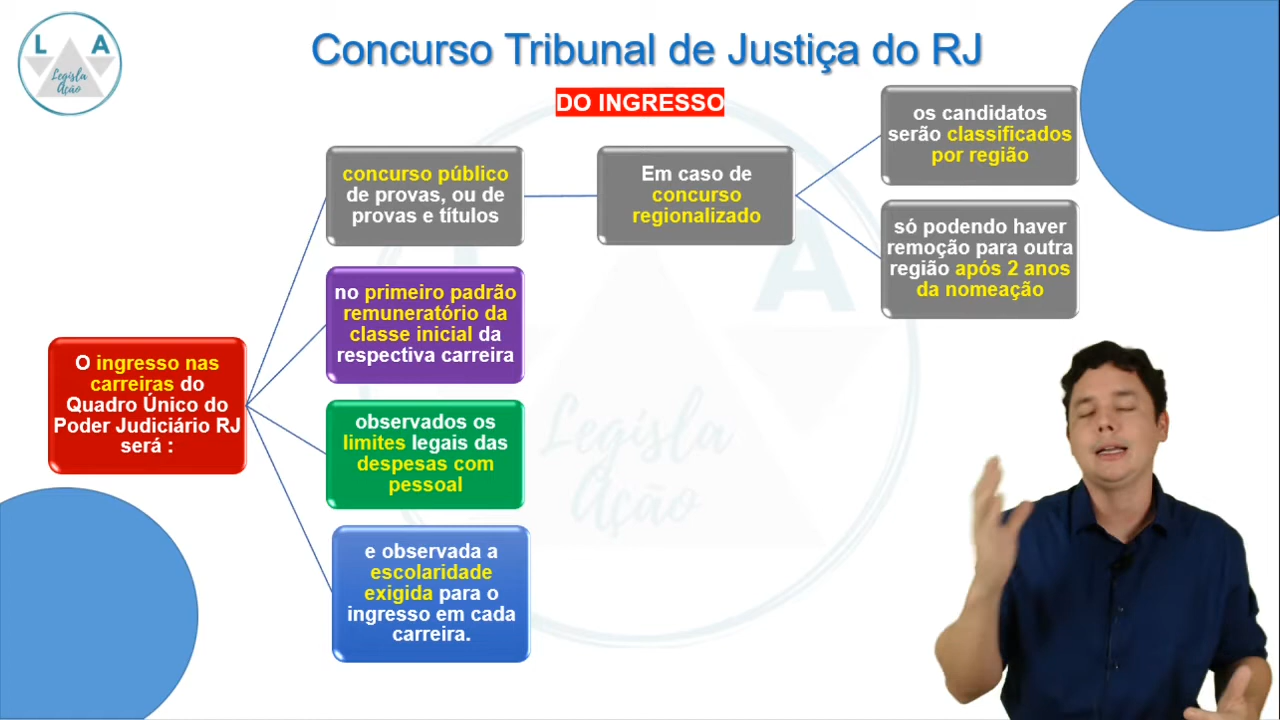 L A
Legisla
Ação
Concurso Tribunal de Justiça do RJ
DO INGRESSO
O ingresso nas
carreiras do
Quadro Único do
Poder Judiciário RJ
será :
concurso público
de provas, ou de
provas e títulos
Em caso de
concurso
regionalizado
os candidatos
serão classificados
por região
só podendo haver
remoção para outra
região após 2 anos
da nomeação
no primeiro padrão
remuneratório da
classe inicial da
respectiva carreira
observados os
limites legais das
despesas com
pessoal
e observada a
escolaridade
exigida para o
ingresso em cada
carreira.
A
Legisla
Ação